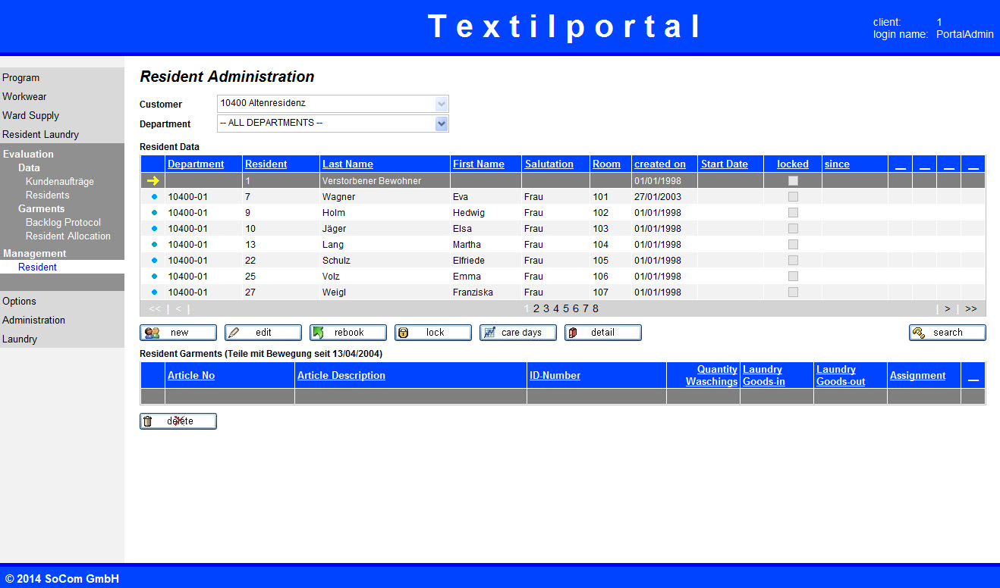 Textilportal
client: 1
login name: PortalAdmin
Program
Workwear
Ward Supply
Resident Laundry
Evaluation
Data
Kundenaufträge
Residents
Garments
Backlog Protocol
Resident Allocation
Management
Resident
Options
Administration
Laundry
Resident Administration
Customer 10400 Altenresidenz
Department -- ALL DEPARTMENTS --
Resident Data
Department Resident Last Name First Name Salutation Room created on Start Date locked since
1 Verstorbener Bewohner 01/01/1998
10400-01 7 Wagner Eva Frau 101 27/01/2003
10400-01 9 Holm Hedwig Frau 102 01/01/1998
10400-01 10 Jäger Elsa Frau 103 01/01/1998
10400-01 13 Lang Martha Frau 104 01/01/1998
10400-01 22 Schulz Elfriede Frau 105 01/01/1998
10400-01 25 Volz Emma Frau 106 01/01/1998
10400-01 27 Weigl Franziska Frau 107 01/01/1998
<< | < | 1 2 3 4 5 6 7 8 | > | >>
new edit rebook lock care days detail search
Resident Garments (Teile mit Bewegung seit 13/04/2004)
Article No Article Description ID-Number Quantity Waschings Laundry Goods-in Laundry Goods-out Assignment
delete
© 2014 SoCom GmbH